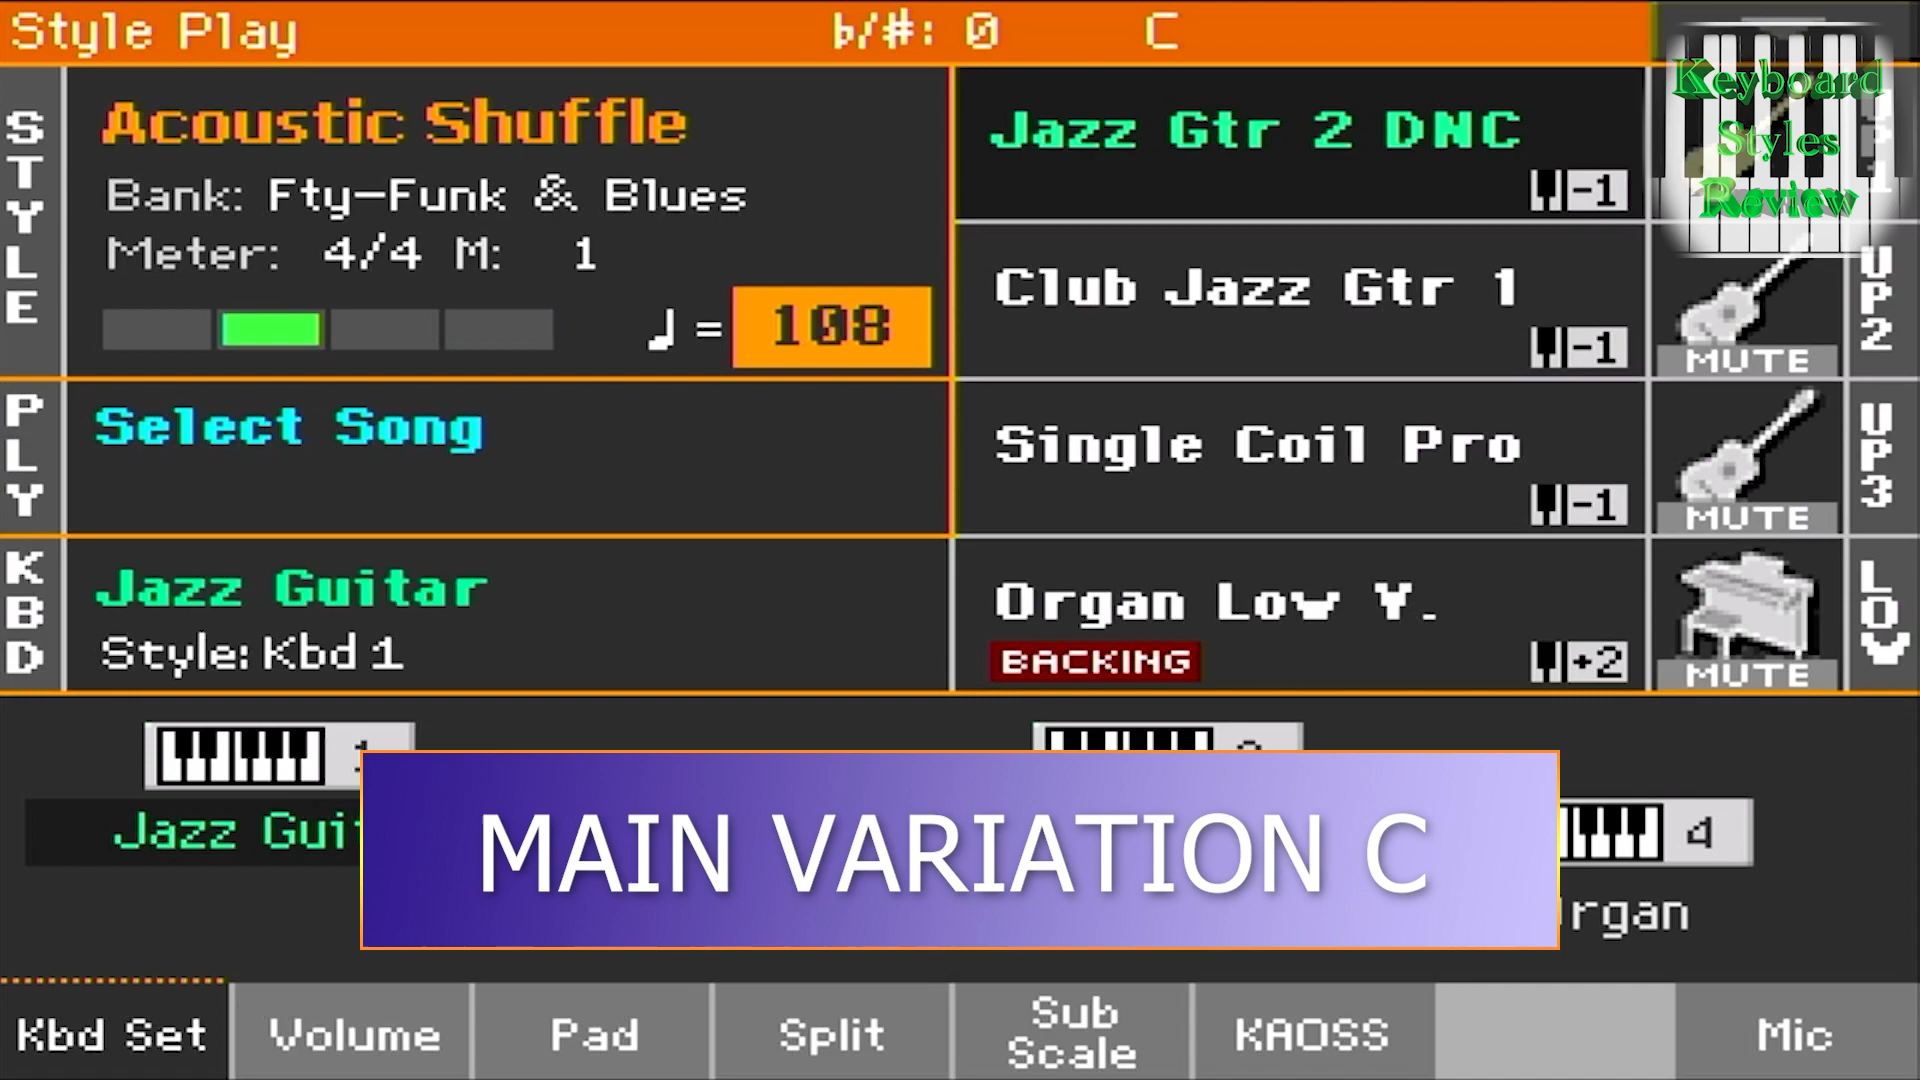 Style Play
♭/#: 0
C
Keyboard
Styles
Review
STYLE
Acoustic Shuffle
Bank: Fty-Funk & Blues
Meter: 4/4 M: 1
♩ = 108
Jazz Gtr 2 DNC
-1
UP1
Club Jazz Gtr 1
-1
MUTE
UP2
PLY
Select Song
Single Coil Pro
-1
MUTE
UP3
KBD
Jazz Guitar
Style: Kbd 1
Organ Low V.
BACKING
+2
MUTE
LOW
1
Jazz Gui
MAIN VARIATION C
4
rgan
Kbd Set
Volume
Pad
Split
Sub
Scale
KAOSS
Mic